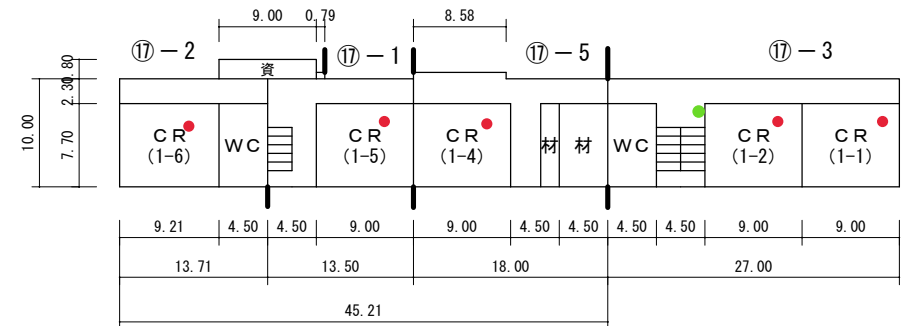 9.00 0.79 8.58
⑰－2 ⑰－1 ⑰－5 ⑰－3
資
10.00 7.70 2.30 1.80
ＣＲ ＷＣ ＣＲ ＣＲ 材 材 ＷＣ ＣＲ ＣＲ
(1-6) (1-5) (1-4) (1-2) (1-1)
9.21 4.50 4.50 9.00 9.00 4.50 4.50 4.50 4.50 9.00 9.00
13.71 13.50 18.00 27.00
45.21